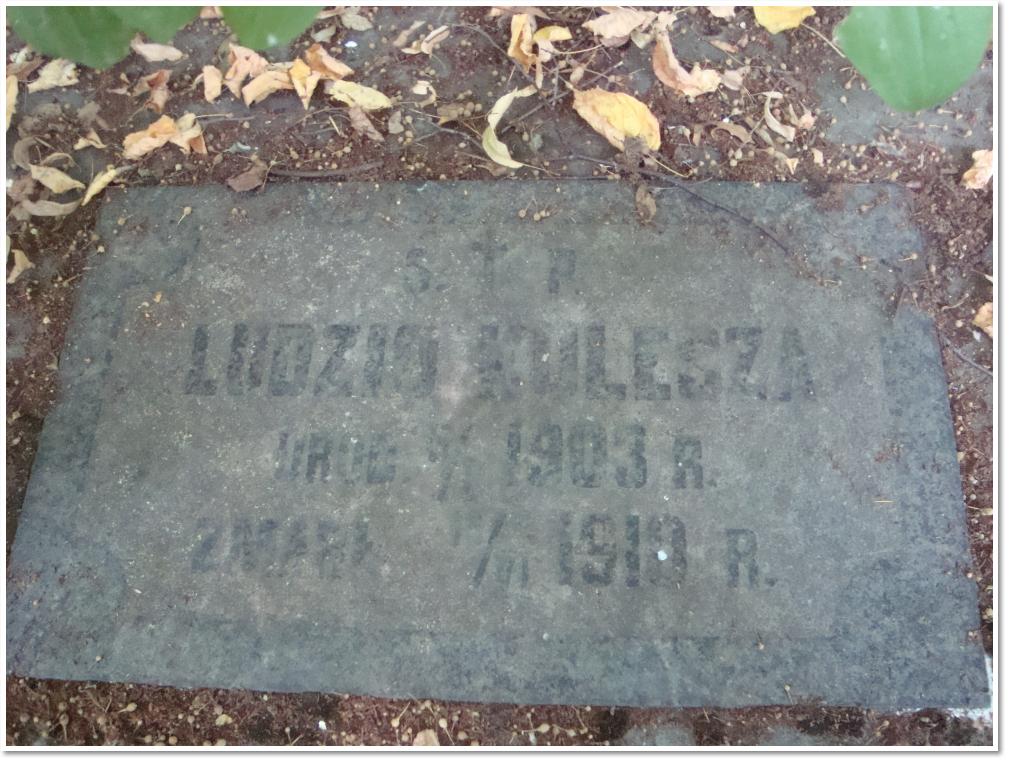 S. T P.
LUDZIO KULESZA
UROD. 1903 R.
ZMARŁ 1919 R.